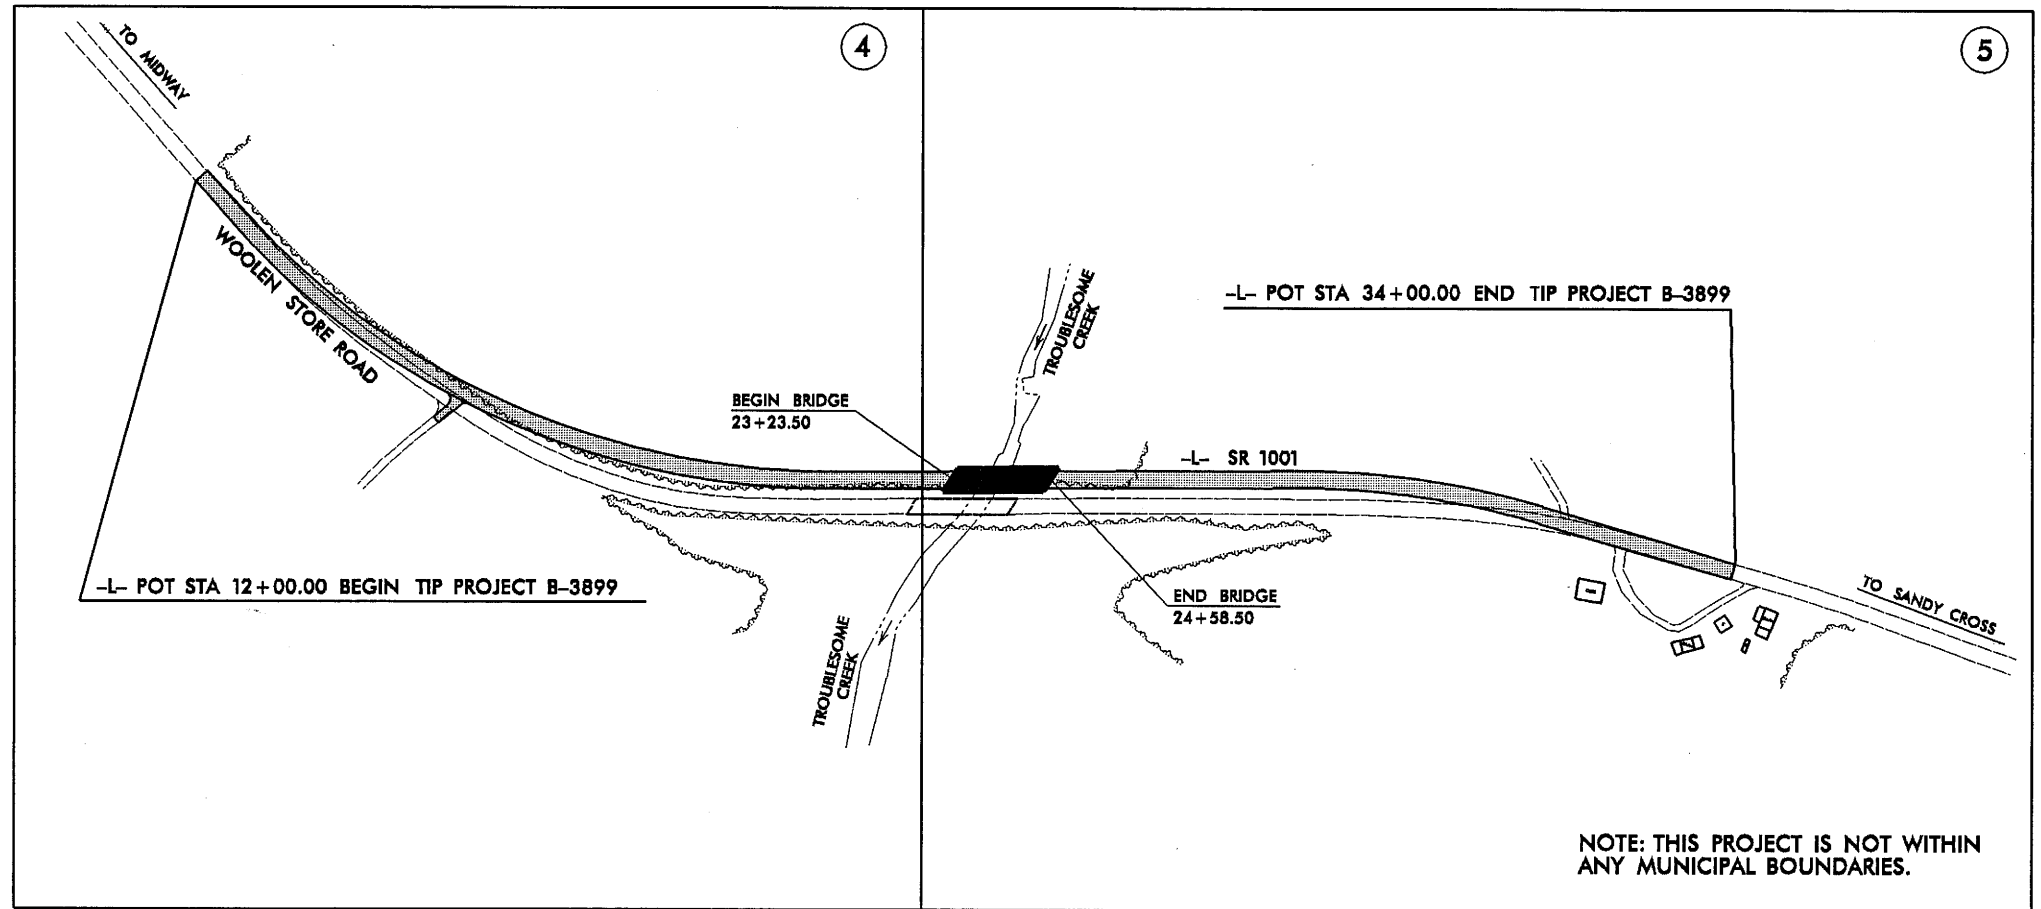 4
5
TO MIDWAY
WOOLEN STORE ROAD
TROUBLESOME
CREEK
-L- POT STA 34+00.00 END TIP PROJECT B-3899
BEGIN BRIDGE
23+23.50
-L- SR 1001
-L- POT STA 12+00.00 BEGIN TIP PROJECT B-3899
END BRIDGE
24+58.50
TO SANDY CROSS
TROUBLESOME
CREEK
NOTE: THIS PROJECT IS NOT WITHIN
ANY MUNICIPAL BOUNDARIES.